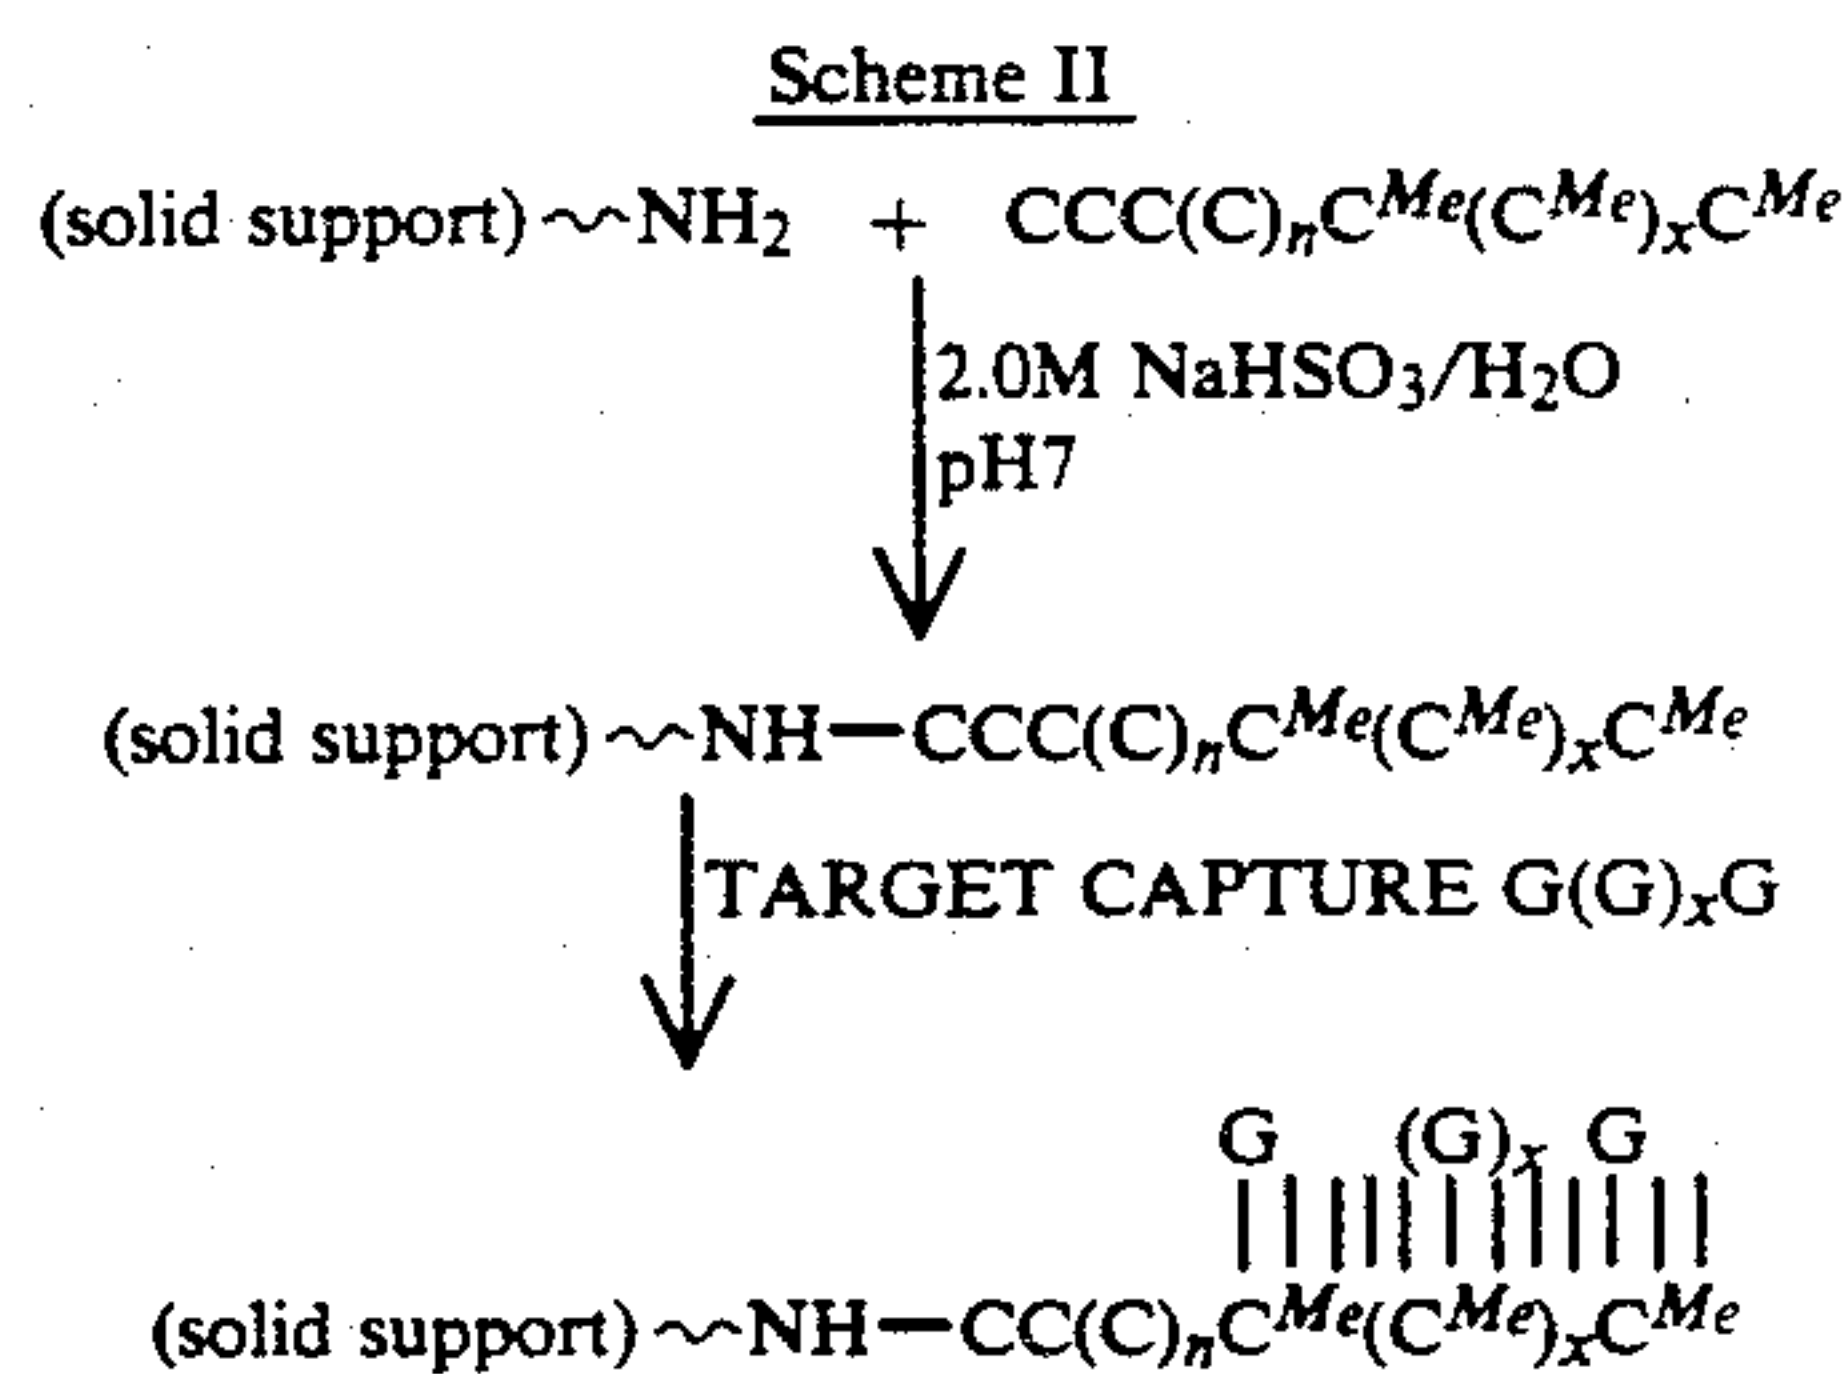 Scheme II
(solid support)~NH₂ + CCC(C)ₙCᴹᵉ(Cᴹᵉ)ₓCᴹᵉ
2.0M NaHSO₃/H₂O
pH7
(solid support)~NH—CCC(C)ₙCᴹᵉ(Cᴹᵉ)ₓCᴹᵉ
TARGET CAPTURE G(G)ₓG
G (G)ₓ G
(solid support)~NH—CC(C)ₙCᴹᵉ(Cᴹᵉ)ₓCᴹᵉ